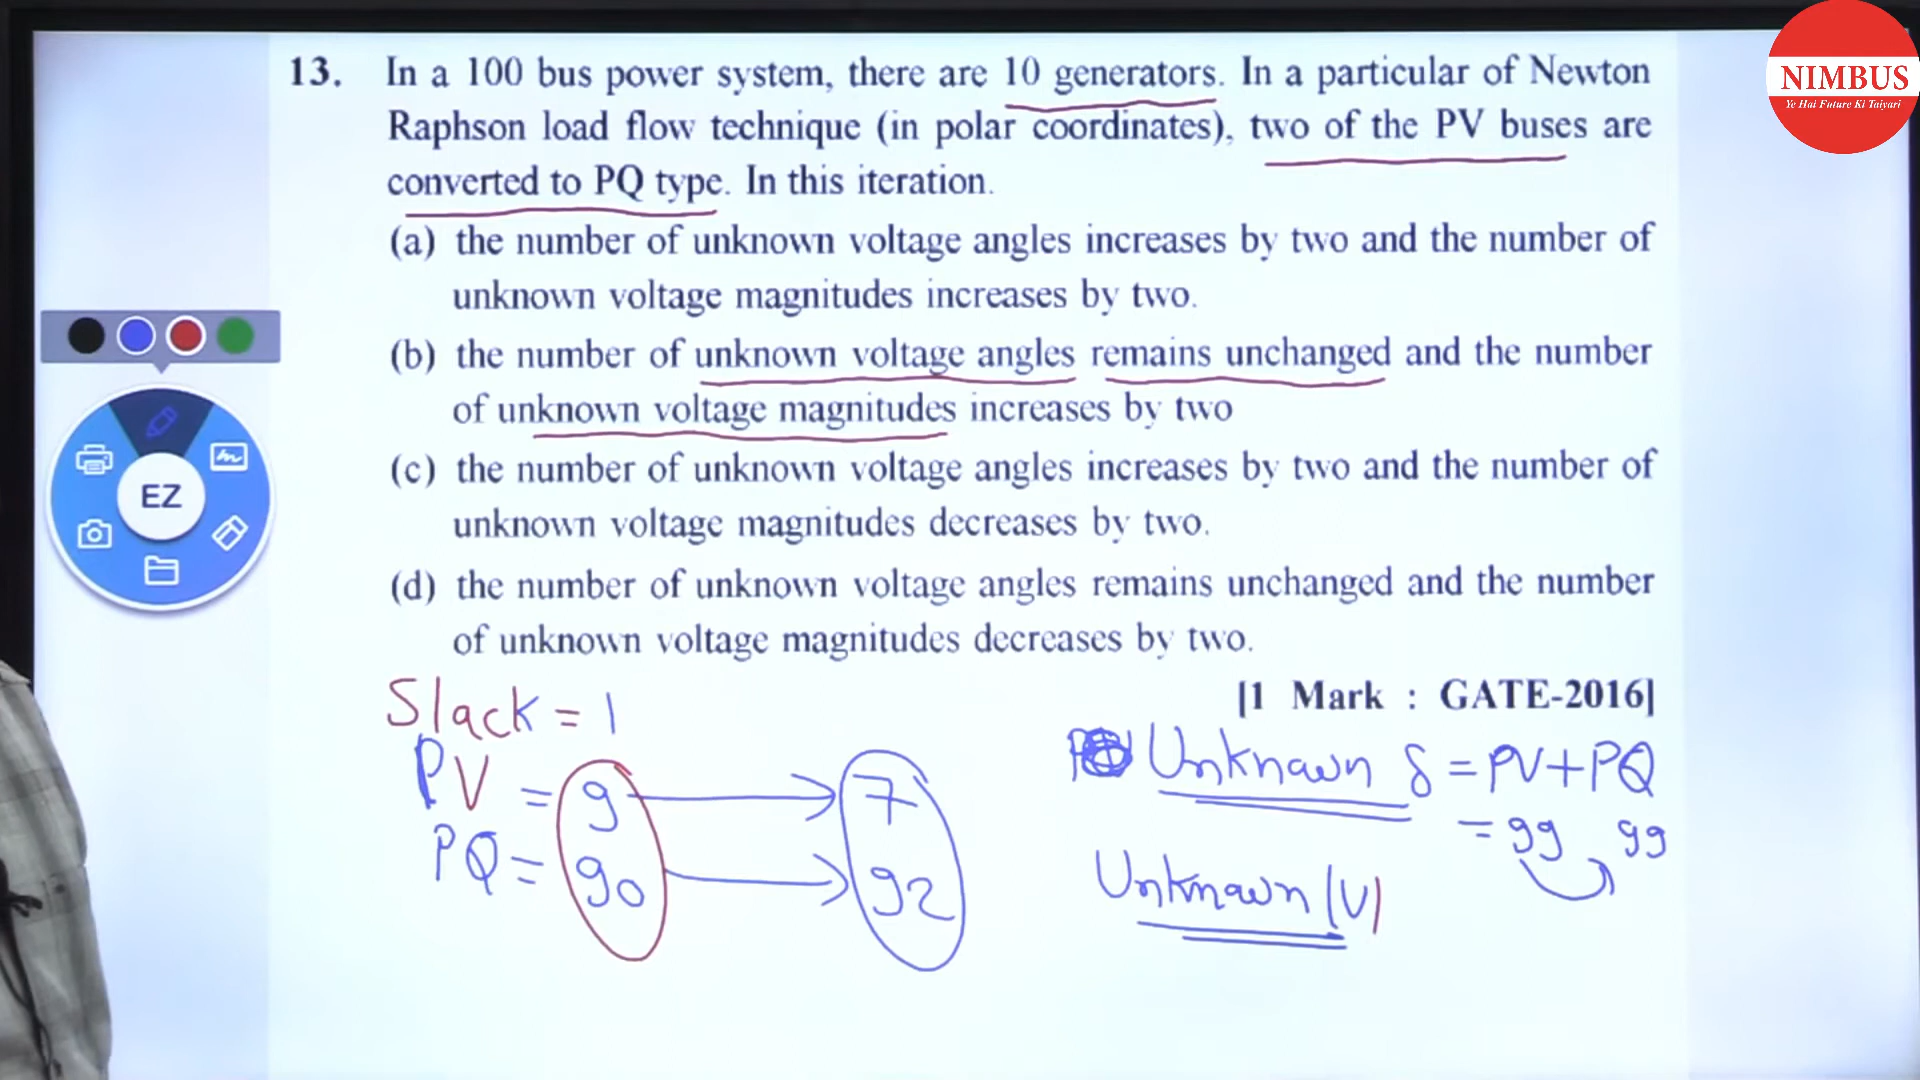 NIMBUS
Ye Hai Future Ki Taiyari
13. In a 100 bus power system, there are 10 generators. In a particular of Newton
Raphson load flow technique (in polar coordinates), two of the PV buses are
converted to PQ type. In this iteration.
(a) the number of unknown voltage angles increases by two and the number of
unknown voltage magnitudes increases by two.
(b) the number of unknown voltage angles remains unchanged and the number
of unknown voltage magnitudes increases by two
(c) the number of unknown voltage angles increases by two and the number of
unknown voltage magnitudes decreases by two.
(d) the number of unknown voltage angles remains unchanged and the number
of unknown voltage magnitudes decreases by two.
[1 Mark : GATE-2016]
EZ
Slack = 1
PV = 9 → 7
PQ = 90 → 92
Unknown δ = PV+PQ
= 99 99
Unknown |V|